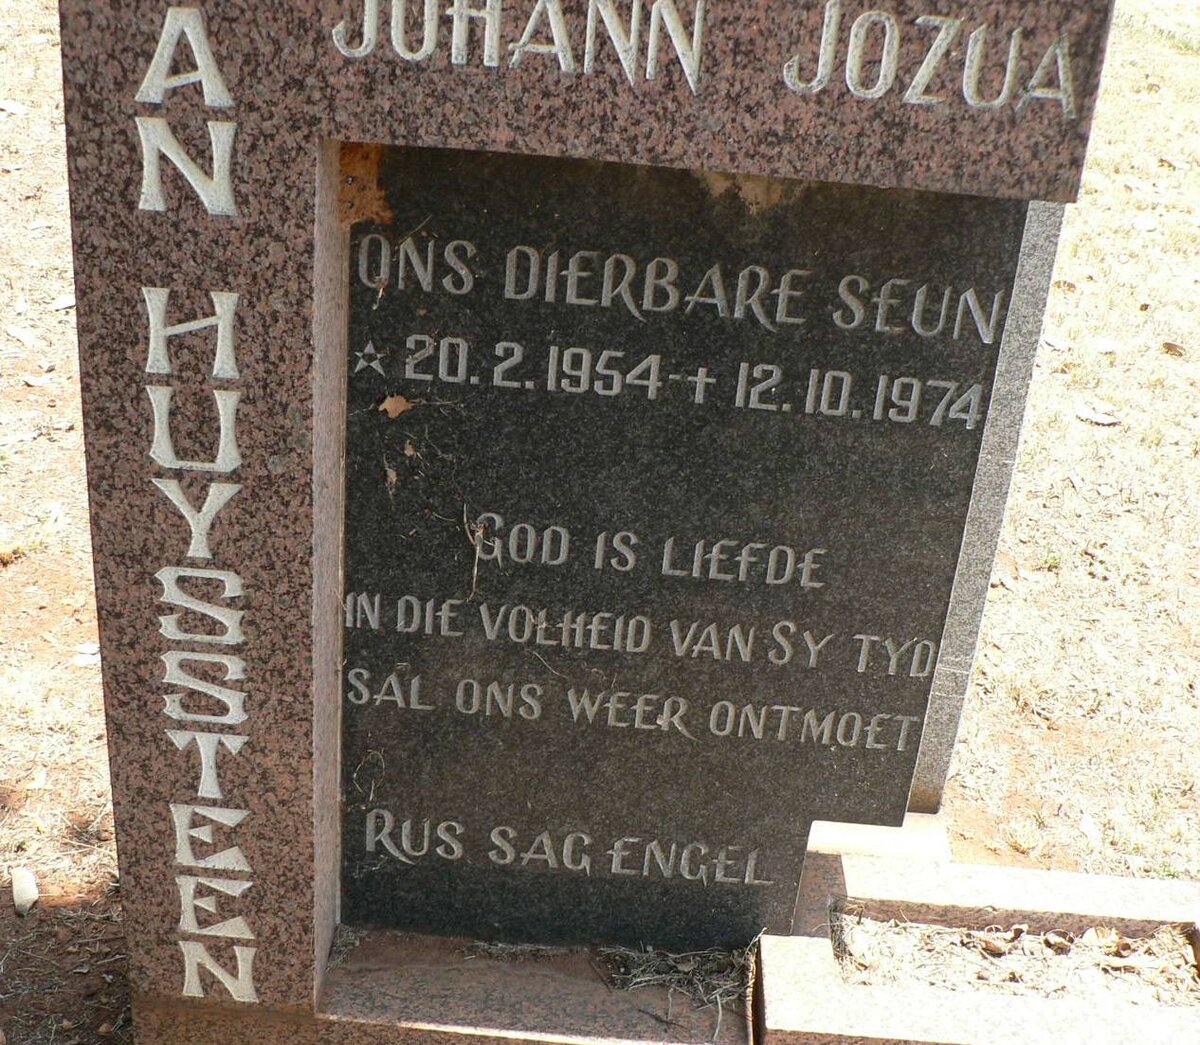 JOHANN JOZUA
AN HUYSSTEEN
ONS DIERBARE SEUN
☆ 20.2.1954-✝ 12.10.1974
GOD IS LIEFDE
IN DIE VOLHEID VAN SY TYD
SAL ONS WEER ONTMOET
RUS SAG ENGEL